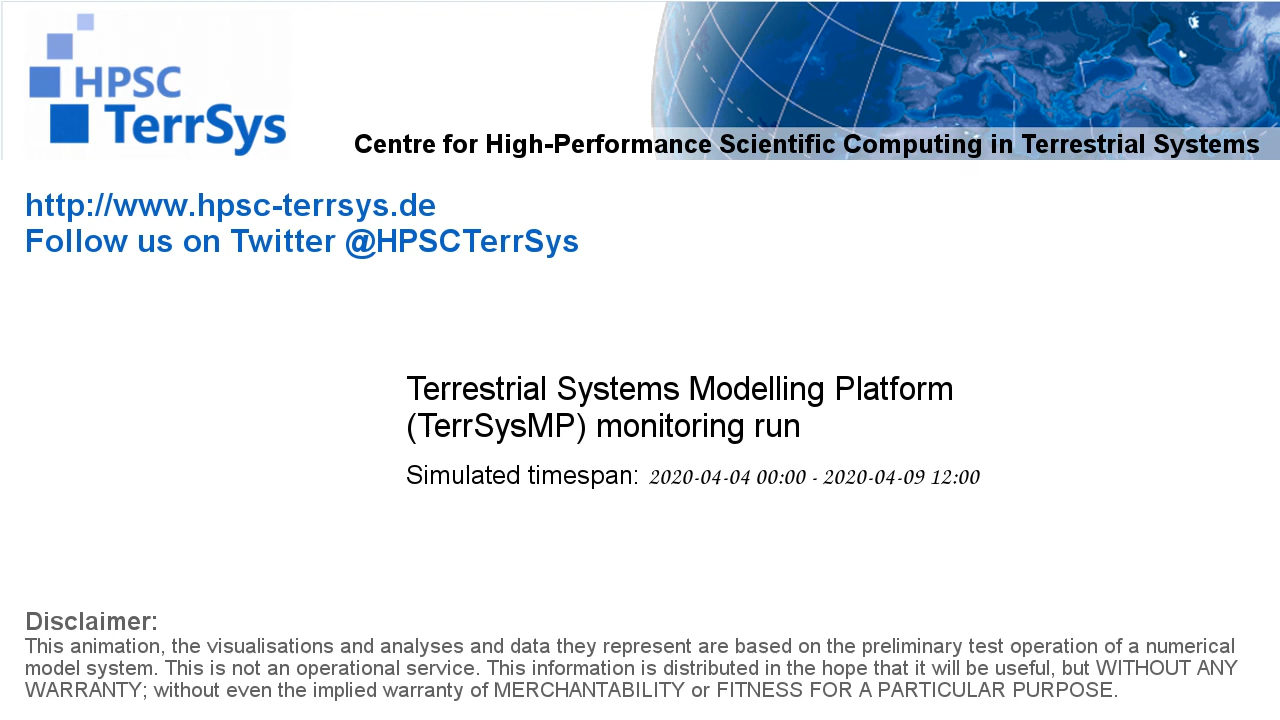 HPSC
TerrSys
Centre for High-Performance Scientific Computing in Terrestrial Systems
http://www.hpsc-terrsys.de
Follow us on Twitter @HPSCTerrSys
Terrestrial Systems Modelling Platform
(TerrSysMP) monitoring run
Simulated timespan: 2020-04-04 00:00 - 2020-04-09 12:00
Disclaimer:
This animation, the visualisations and analyses and data they represent are based on the preliminary test operation of a numerical
model system. This is not an operational service. This information is distributed in the hope that it will be useful, but WITHOUT ANY
WARRANTY; without even the implied warranty of MERCHANTABILITY or FITNESS FOR A PARTICULAR PURPOSE.